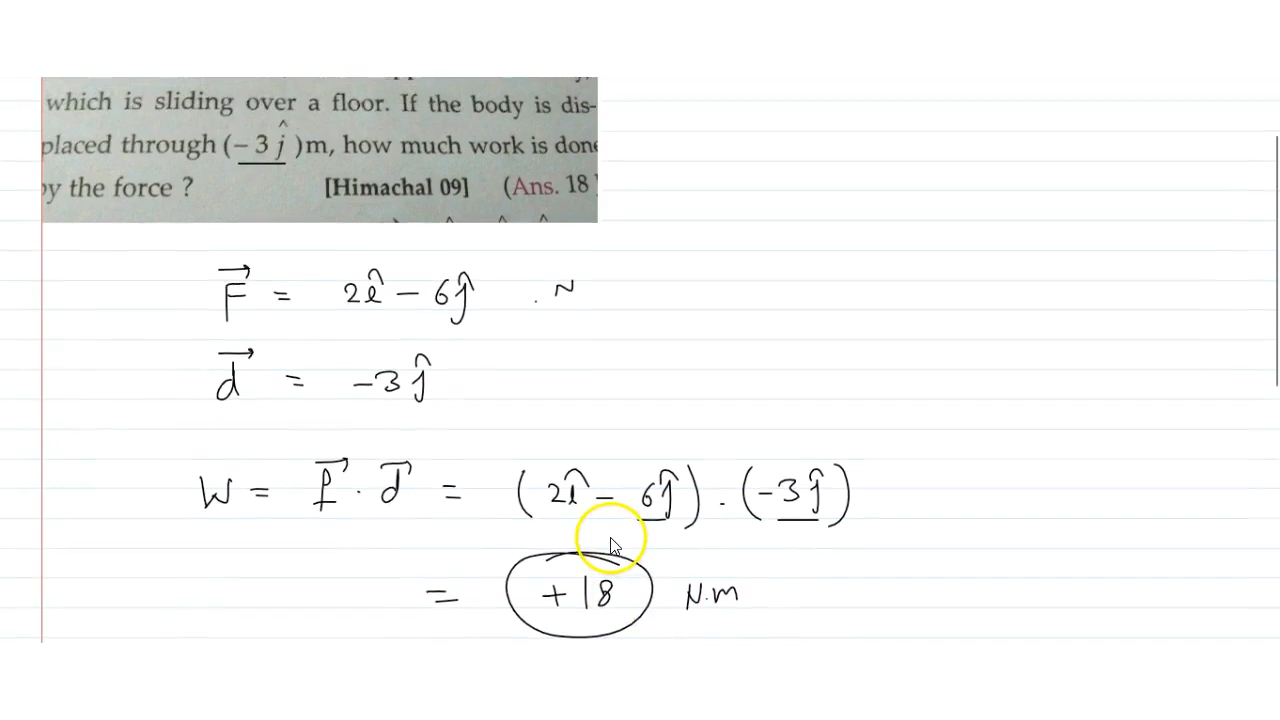 which is sliding over a floor. If the body is dis-
placed through (− 3 ĵ )m, how much work is done
by the force ? [Himachal 09] (Ans. 18
F⃗ = 2î − 6ĵ . N
d⃗ = −3ĵ
W = F⃗ . d⃗ = (2î − 6ĵ) . (−3ĵ)
= +18 N.m